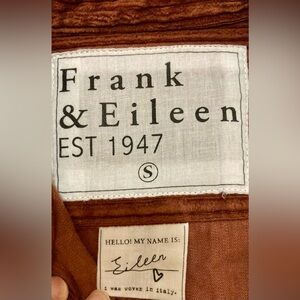 Frank
& Eileen
EST 1947
S
HELLO! MY NAME IS:
Eileen
i was woven in italy.